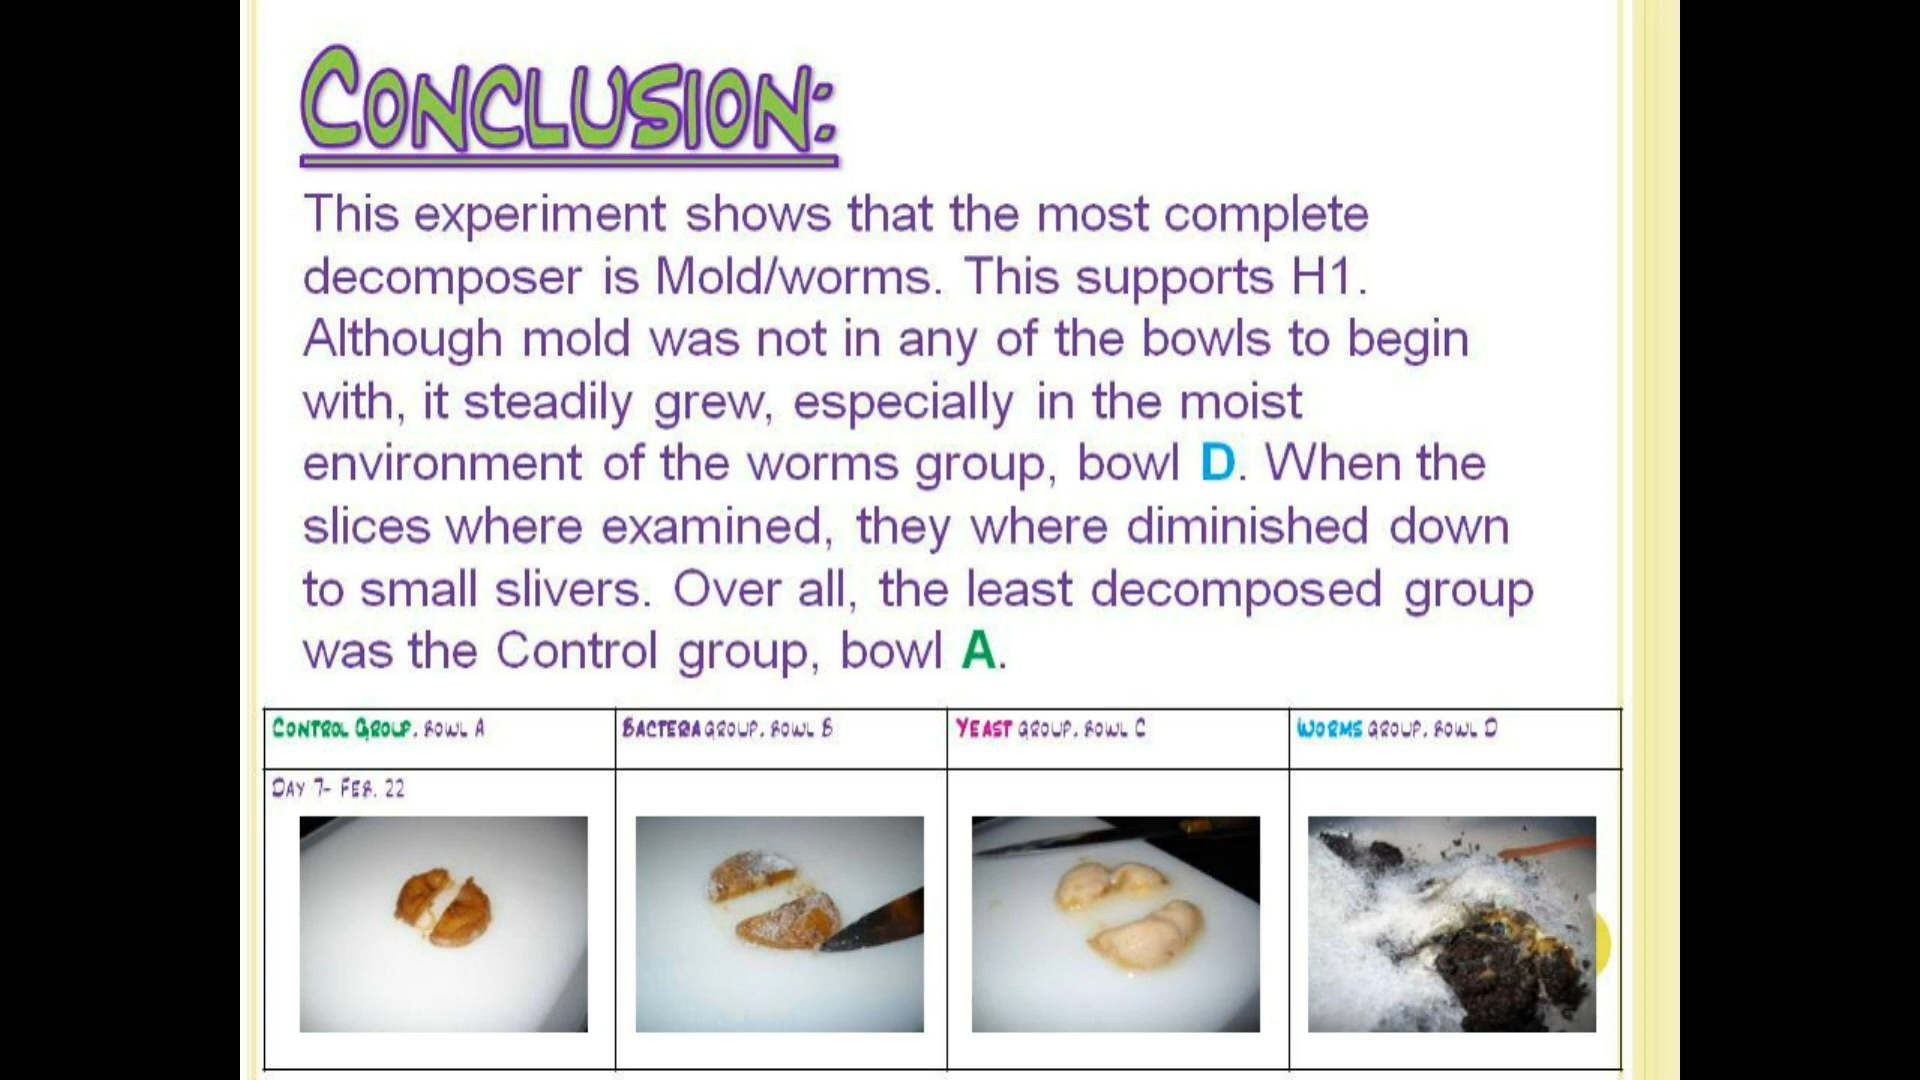 CONCLUSION:
This experiment shows that the most complete
decomposer is Mold/worms. This supports H1.
Although mold was not in any of the bowls to begin
with, it steadily grew, especially in the moist
environment of the worms group, bowl D. When the
slices where examined, they where diminished down
to small slivers. Over all, the least decomposed group
was the Control group, bowl A.
CONTROL GROUP, BOWL A
BACTERA GROUP, BOWL B
YEAST GROUP, BOWL C
WORMS GROUP, BOWL D
DAY 7- FEB. 22